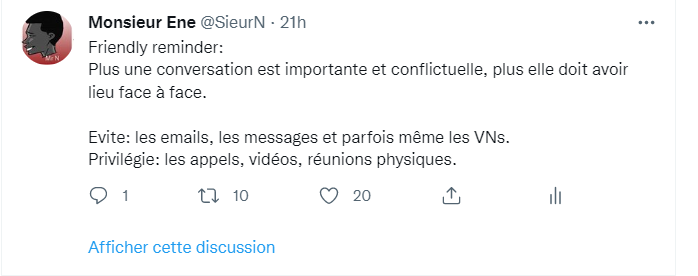 Monsieur Ene @SieurN · 21h
Friendly reminder:
Plus une conversation est importante et conflictuelle, plus elle doit avoir
lieu face à face.
Evite: les emails, les messages et parfois même les VNs.
Privilégie: les appels, vidéos, réunions physiques.
1 10 20
Afficher cette discussion